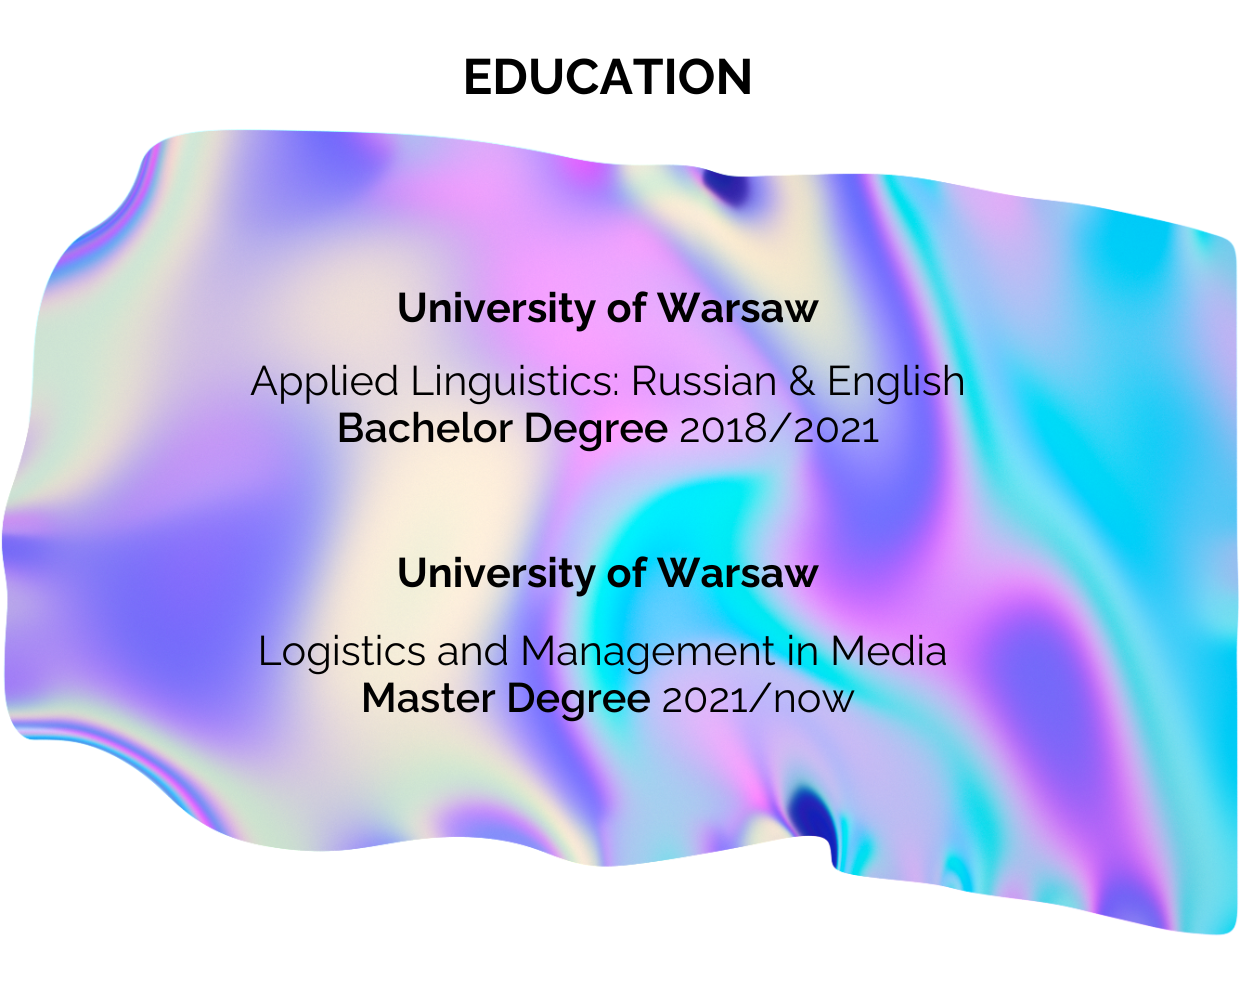 EDUCATION
University of Warsaw
Applied Linguistics: Russian & English
Bachelor Degree 2018/2021
University of Warsaw
Logistics and Management in Media
Master Degree 2021/now